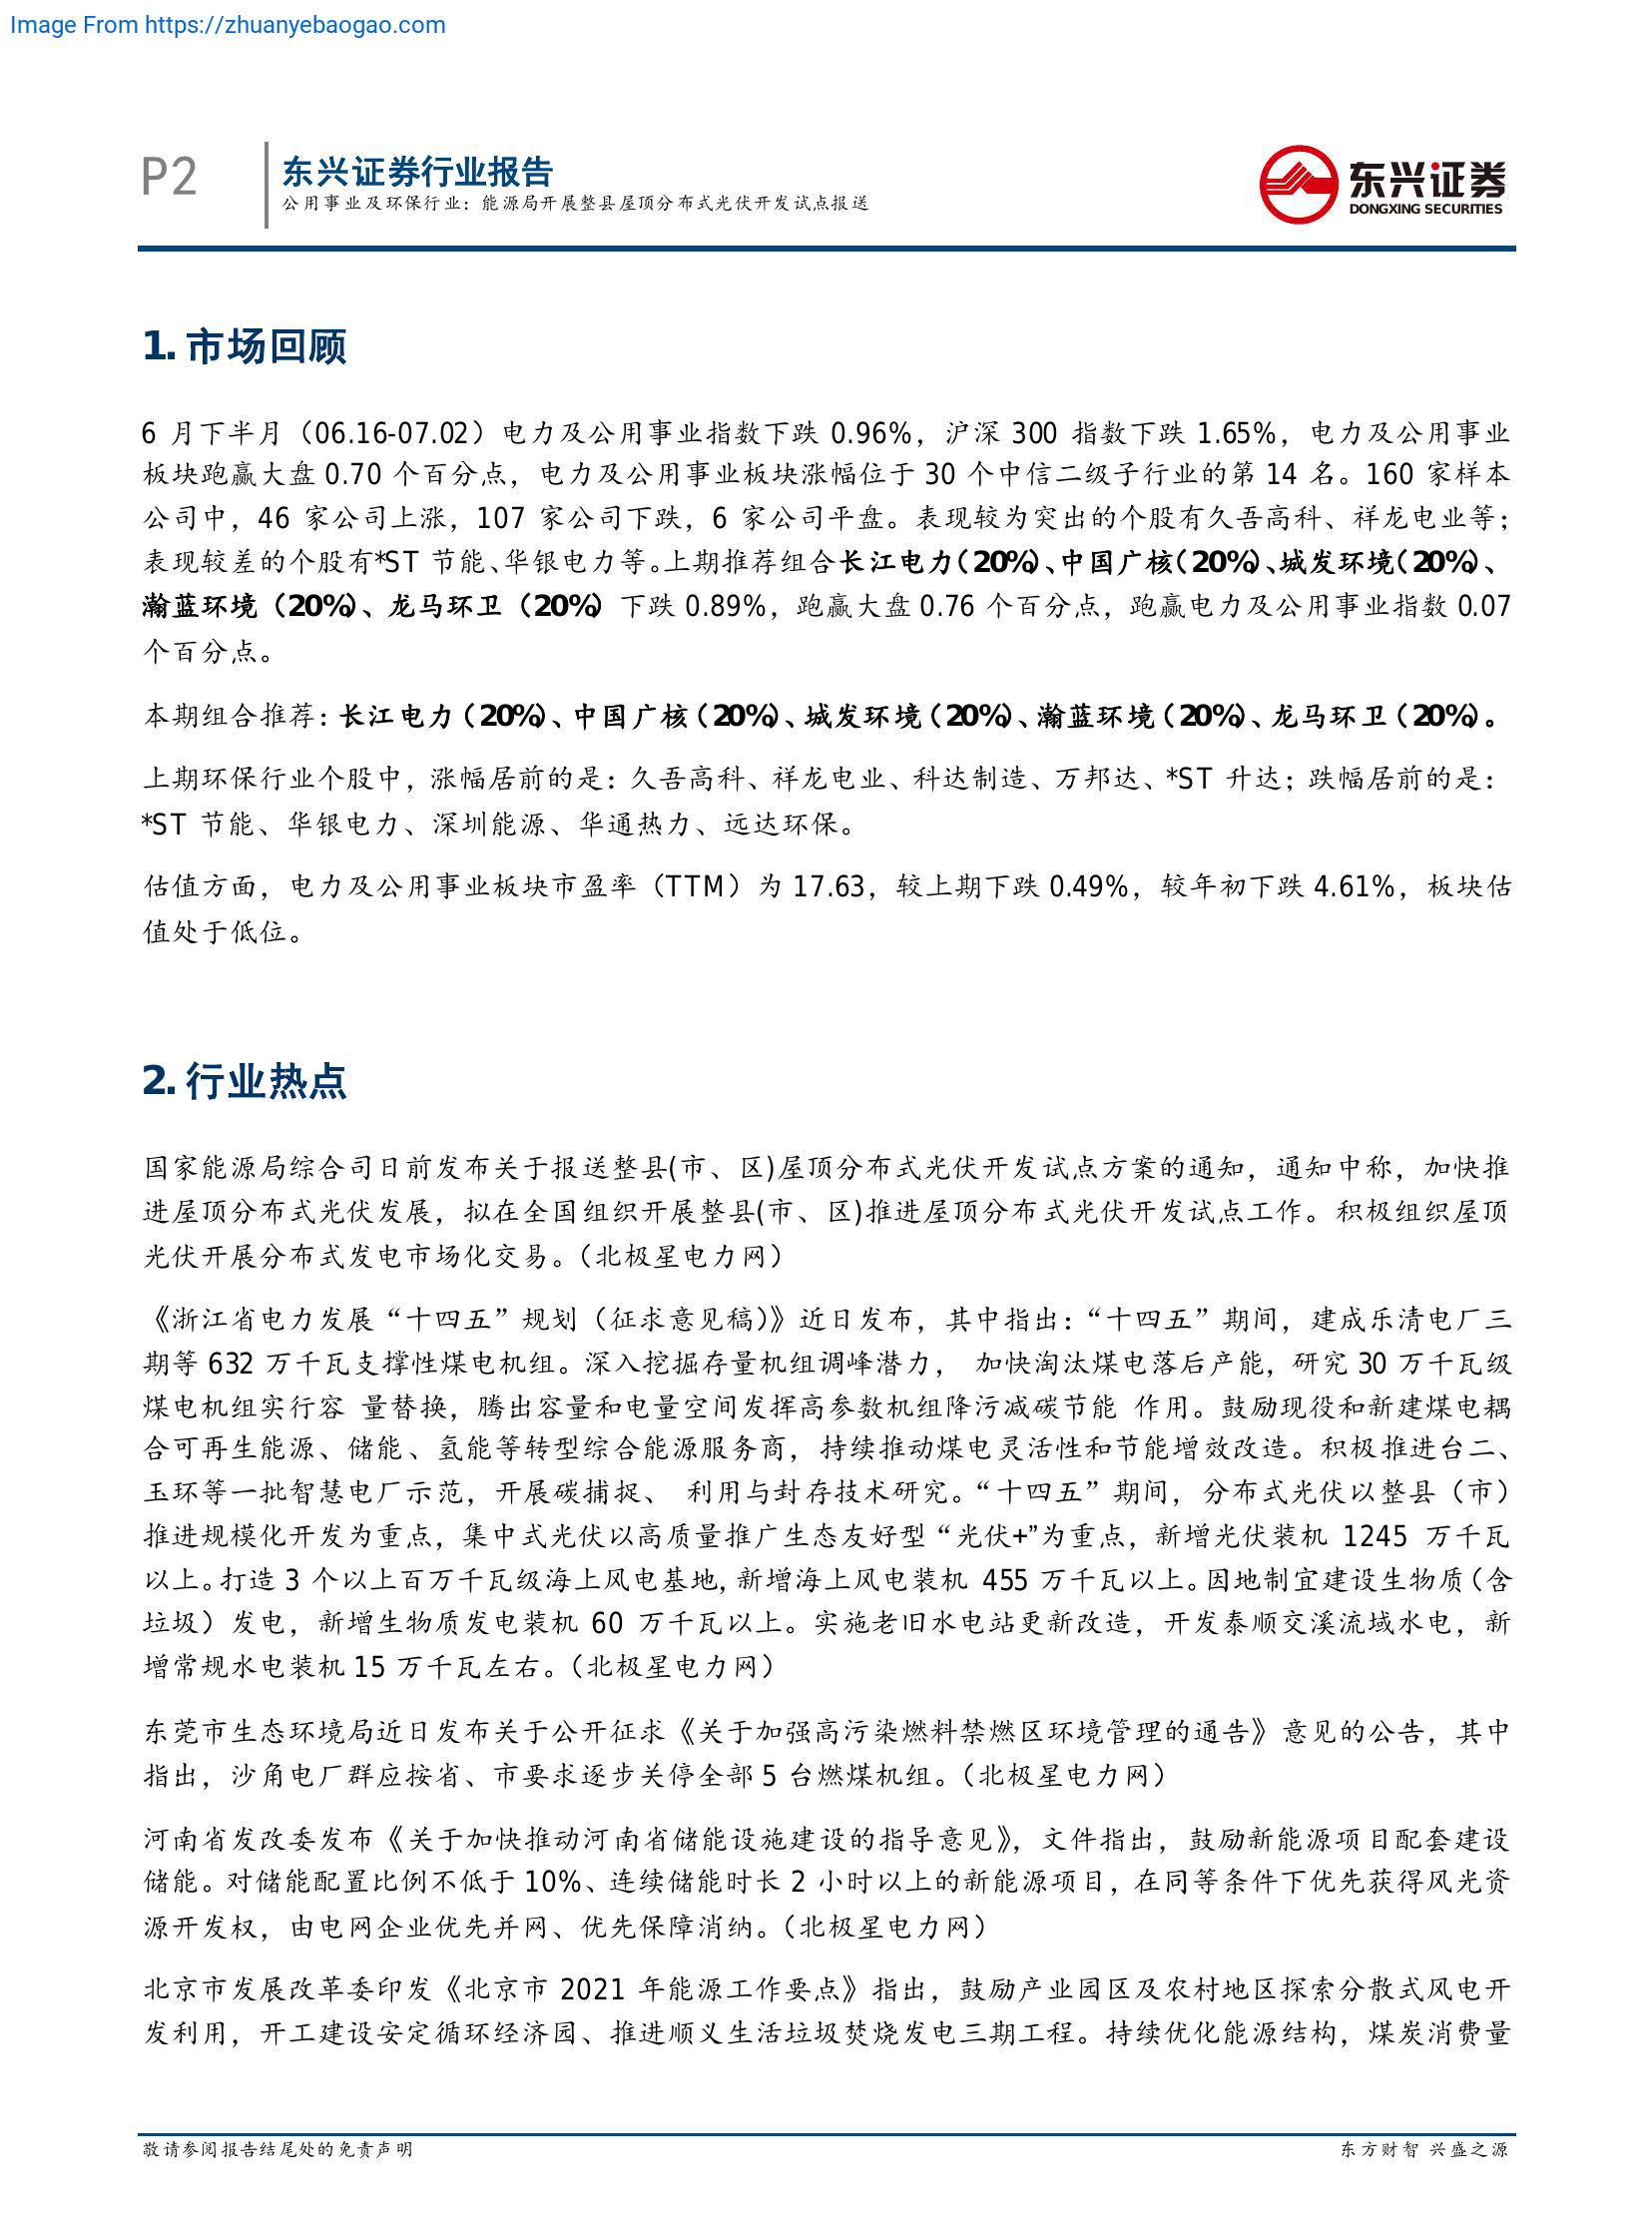 Image From https://zhuanyebaogao.com
P2
东兴证券行业报告
公用事业及环保行业：能源局开展整县屋顶分布式光伏开发试点报送
东兴证券
DONGXING SECURITIES
1. 市场回顾
6 月下半月（06.16-07.02）电力及公用事业指数下跌 0.96%，沪深 300 指数下跌 1.65%，电力及公用事业
板块跑赢大盘 0.70 个百分点，电力及公用事业板块涨幅位于 30 个中信二级子行业的第 14 名。160 家样本
公司中，46 家公司上涨，107 家公司下跌，6 家公司平盘。表现较为突出的个股有久吾高科、祥龙电业等；
表现较差的个股有*ST 节能、华银电力等。上期推荐组合长江电力（20%）、中国广核（20%）、城发环境（20%）、
瀚蓝环境（20%）、龙马环卫（20%）下跌 0.89%，跑赢大盘 0.76 个百分点，跑赢电力及公用事业指数 0.07
个百分点。
本期组合推荐：长江电力（20%）、中国广核（20%）、城发环境（20%）、瀚蓝环境（20%）、龙马环卫（20%）。
上期环保行业个股中，涨幅居前的是：久吾高科、祥龙电业、科达制造、万邦达、*ST 升达；跌幅居前的是：
*ST 节能、华银电力、深圳能源、华通热力、远达环保。
估值方面，电力及公用事业板块市盈率（TTM）为 17.63，较上期下跌 0.49%，较年初下跌 4.61%，板块估
值处于低位。
2. 行业热点
国家能源局综合司日前发布关于报送整县(市、区)屋顶分布式光伏开发试点方案的通知，通知中称，加快推
进屋顶分布式光伏发展，拟在全国组织开展整县(市、区)推进屋顶分布式光伏开发试点工作。积极组织屋顶
光伏开展分布式发电市场化交易。（北极星电力网）
《浙江省电力发展“十四五”规划（征求意见稿）》近日发布，其中指出：“十四五”期间，建成乐清电厂三
期等 632 万千瓦支撑性煤电机组。深入挖掘存量机组调峰潜力， 加快淘汰煤电落后产能，研究 30 万千瓦级
煤电机组实行容 量替换，腾出容量和电量空间发挥高参数机组降污减碳节能 作用。鼓励现役和新建煤电耦
合可再生能源、储能、氢能等转型综合能源服务商，持续推动煤电灵活性和节能增效改造。积极推进台二、
玉环等一批智慧电厂示范，开展碳捕捉、 利用与封存技术研究。“十四五”期间，分布式光伏以整县（市）
推进规模化开发为重点，集中式光伏以高质量推广生态友好型“光伏+”为重点，新增光伏装机 1245 万千瓦
以上。打造 3 个以上百万千瓦级海上风电基地，新增海上风电装机 455 万千瓦以上。因地制宜建设生物质（含
垃圾）发电，新增生物质发电装机 60 万千瓦以上。实施老旧水电站更新改造，开发泰顺交溪流域水电，新
增常规水电装机 15 万千瓦左右。（北极星电力网）
东莞市生态环境局近日发布关于公开征求《关于加强高污染燃料禁燃区环境管理的通告》意见的公告，其中
指出，沙角电厂群应按省、市要求逐步关停全部 5 台燃煤机组。（北极星电力网）
河南省发改委发布《关于加快推动河南省储能设施建设的指导意见》，文件指出，鼓励新能源项目配套建设
储能。对储能配置比例不低于 10%、连续储能时长 2 小时以上的新能源项目，在同等条件下优先获得风光资
源开发权，由电网企业优先并网、优先保障消纳。（北极星电力网）
北京市发展改革委印发《北京市 2021 年能源工作要点》指出，鼓励产业园区及农村地区探索分散式风电开
发利用，开工建设安定循环经济园、推进顺义生活垃圾焚烧发电三期工程。持续优化能源结构，煤炭消费量
敬请参阅报告结尾处的免责声明
东方财智 兴盛之源